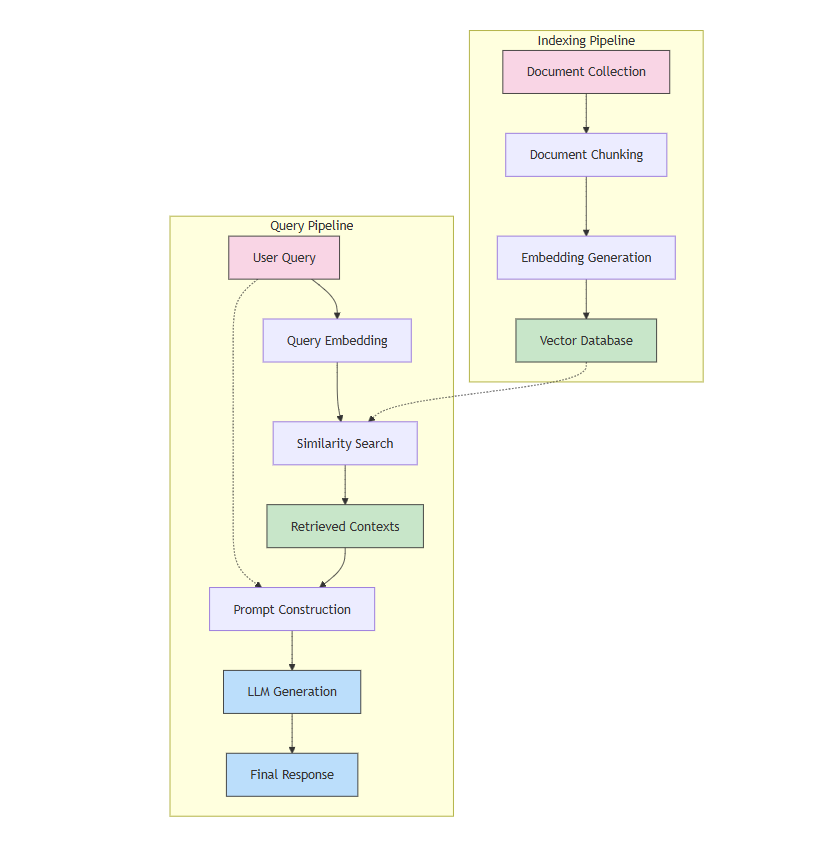 Indexing Pipeline
Document Collection
Document Chunking
Embedding Generation
Vector Database
Query Pipeline
User Query
Query Embedding
Similarity Search
Retrieved Contexts
Prompt Construction
LLM Generation
Final Response